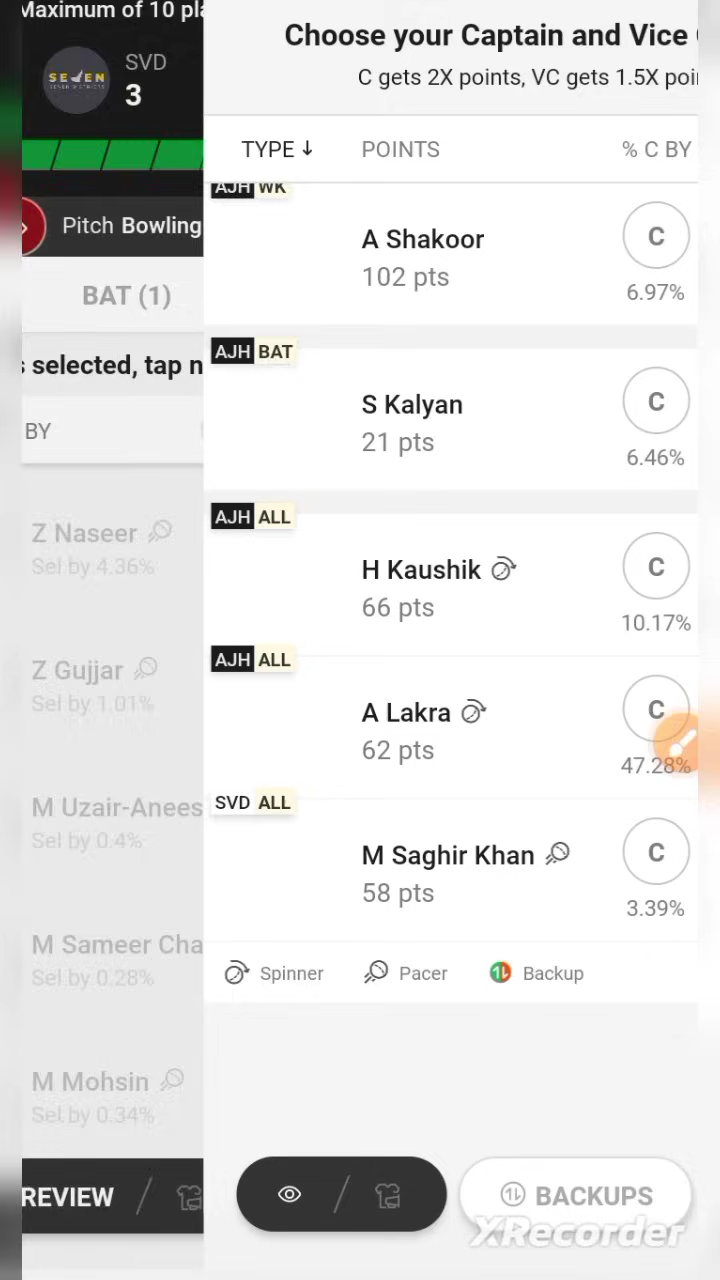 Maximum of 10 pla
SEVEN
SVD
3
Pitch Bowling
BAT (1)
s selected, tap n
BY
Z Naseer
Sel by 4.36%
Z Gujjar
Sel by 1.01%
M Uzair-Anees
Sel by 0.4%
M Sameer Cha
Sel by 0.28%
M Mohsin
Sel by 0.34%
REVIEW
Choose your Captain and Vice
C gets 2X points, VC gets 1.5X poi
TYPE ↓ POINTS % C BY
AJH WK
A Shakoor C
102 pts
6.97%
AJH BAT
S Kalyan C
21 pts
6.46%
AJH ALL
H Kaushik C
66 pts
10.17%
AJH ALL
A Lakra C
62 pts
47.28%
SVD ALL
M Saghir Khan C
58 pts
3.39%
Spinner Pacer Backup
BACKUPS
XRecorder